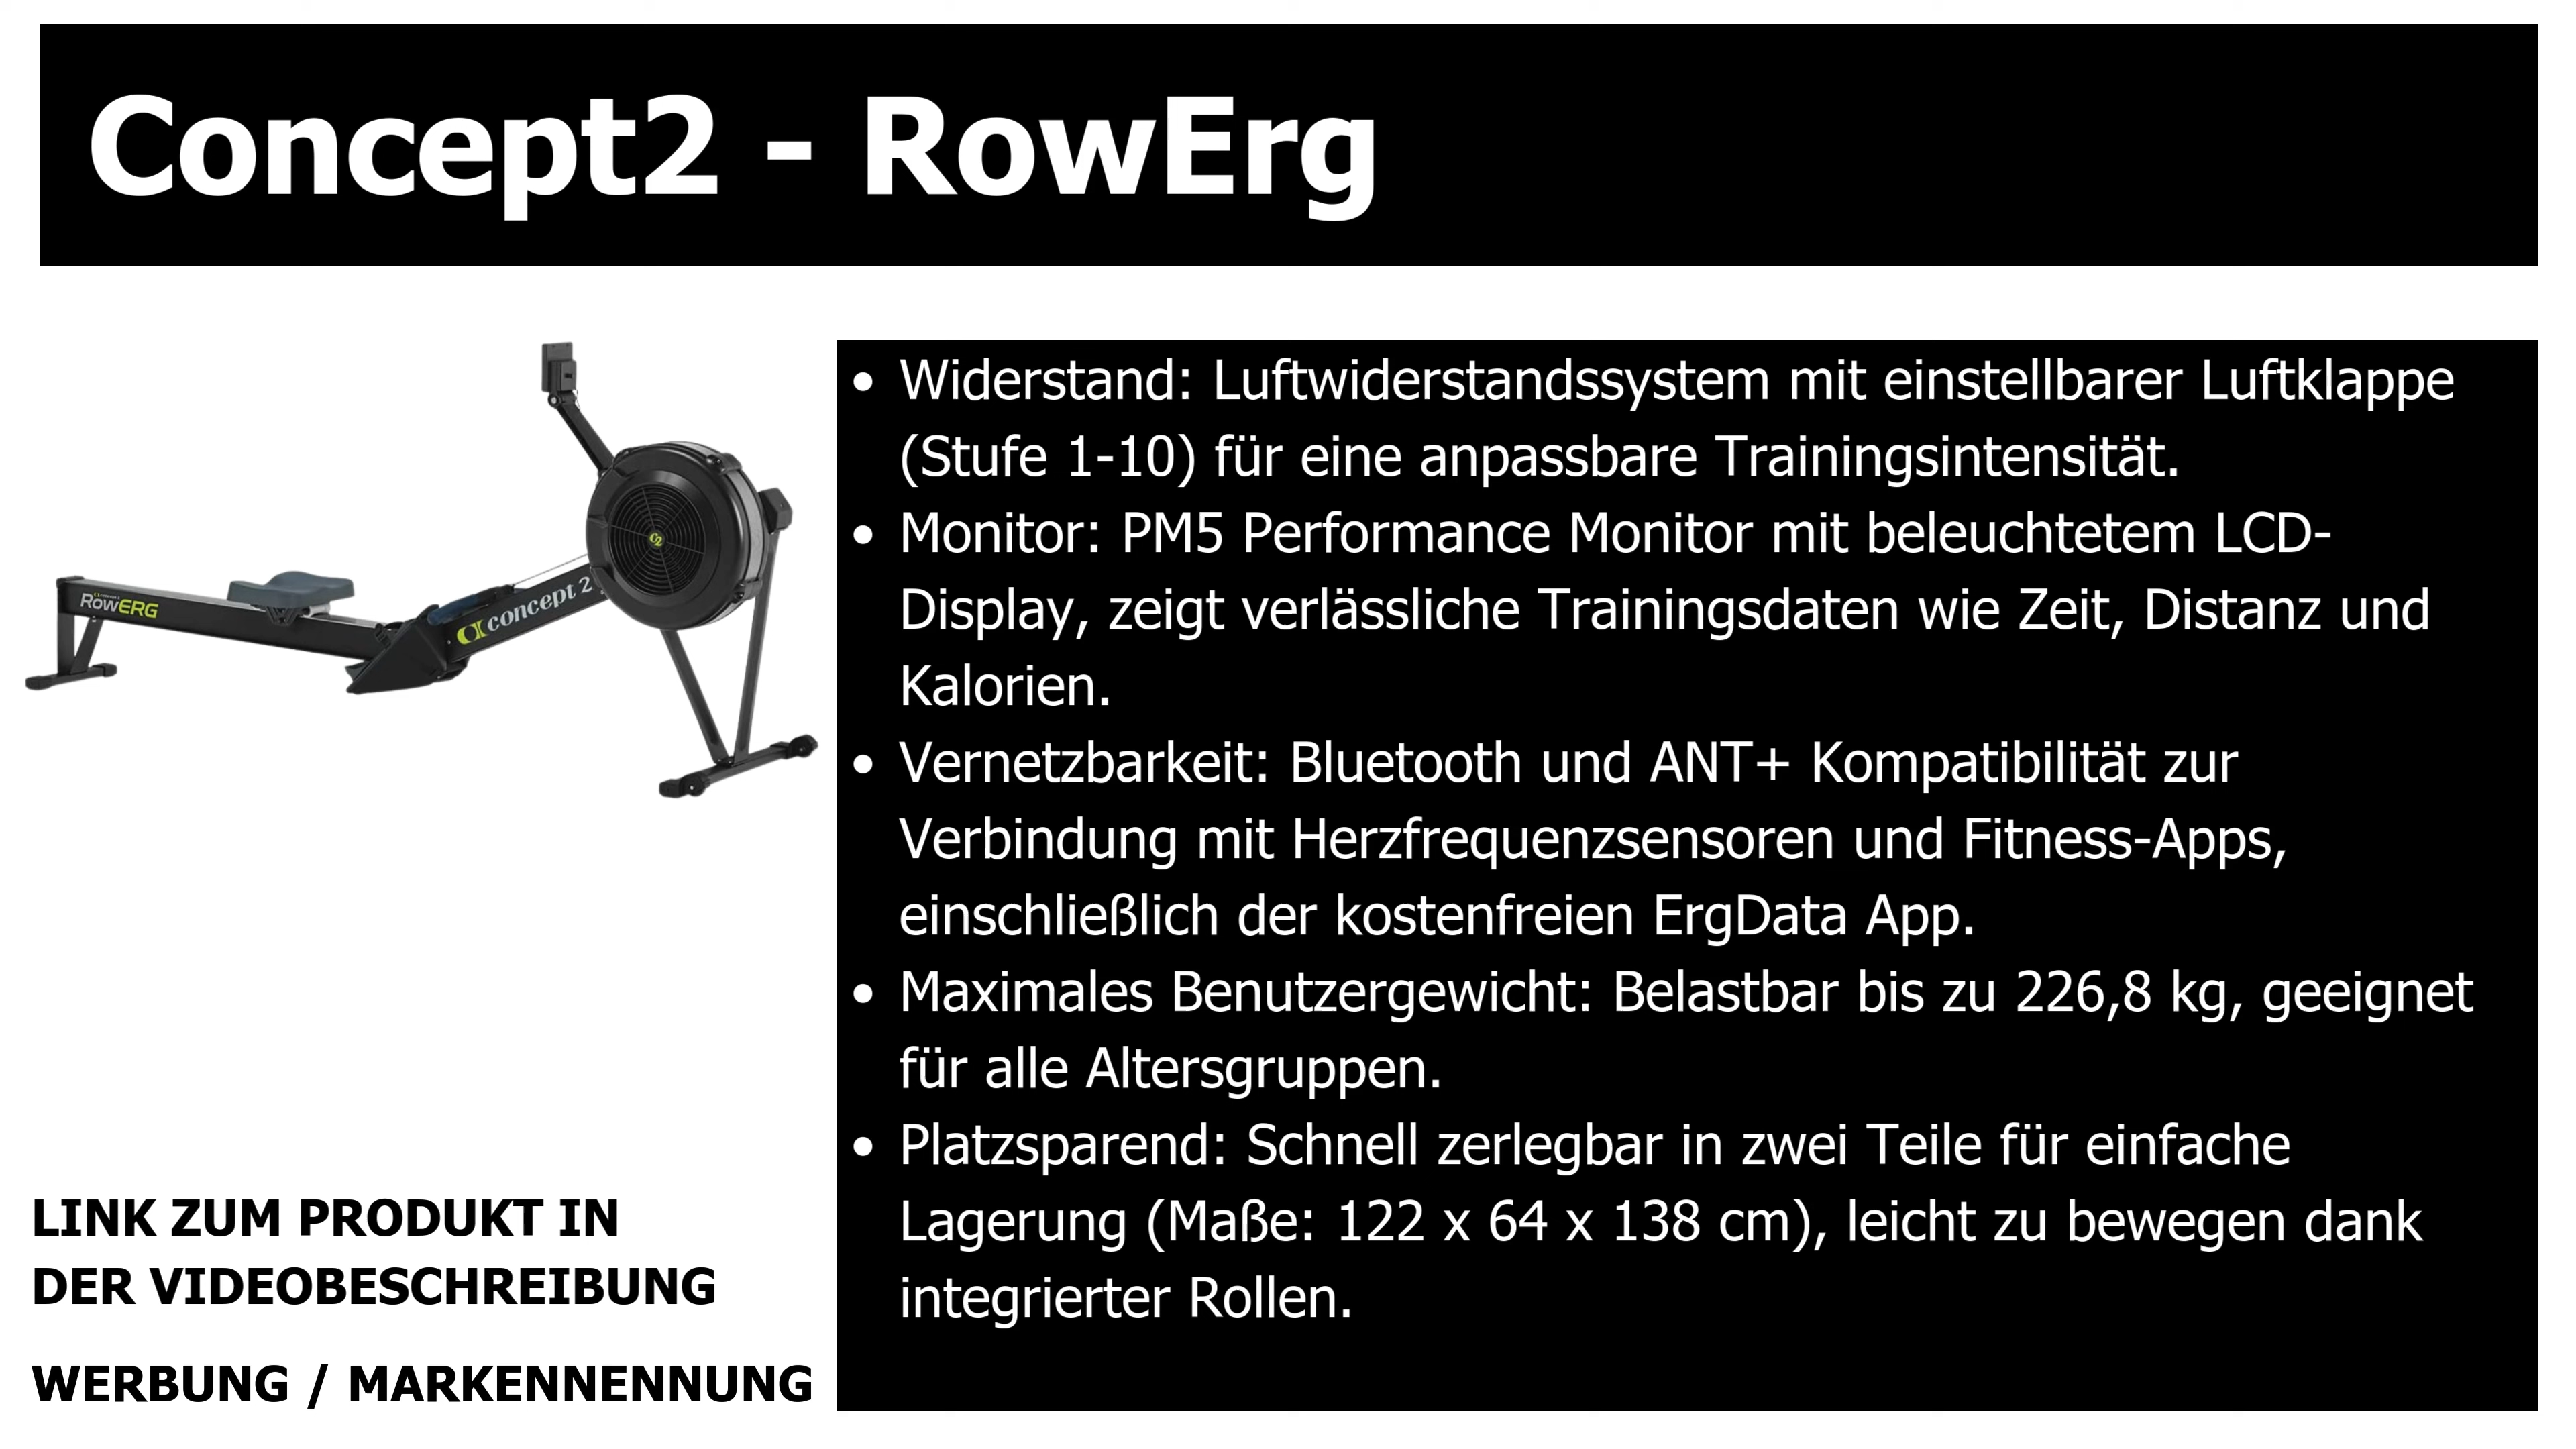 Concept2 - RowErg
RowERG
concept 2
C2
• Widerstand: Luftwiderstandssystem mit einstellbarer Luftklappe
(Stufe 1-10) für eine anpassbare Trainingsintensität.
• Monitor: PM5 Performance Monitor mit beleuchtetem LCD-
Display, zeigt verlässliche Trainingsdaten wie Zeit, Distanz und
Kalorien.
• Vernetzbarkeit: Bluetooth und ANT+ Kompatibilität zur
Verbindung mit Herzfrequenzsensoren und Fitness-Apps,
einschließlich der kostenfreien ErgData App.
• Maximales Benutzergewicht: Belastbar bis zu 226,8 kg, geeignet
für alle Altersgruppen.
• Platzsparend: Schnell zerlegbar in zwei Teile für einfache
Lagerung (Maße: 122 x 64 x 138 cm), leicht zu bewegen dank
integrierter Rollen.
LINK ZUM PRODUKT IN
DER VIDEOBESCHREIBUNG
WERBUNG / MARKENNENNUNG